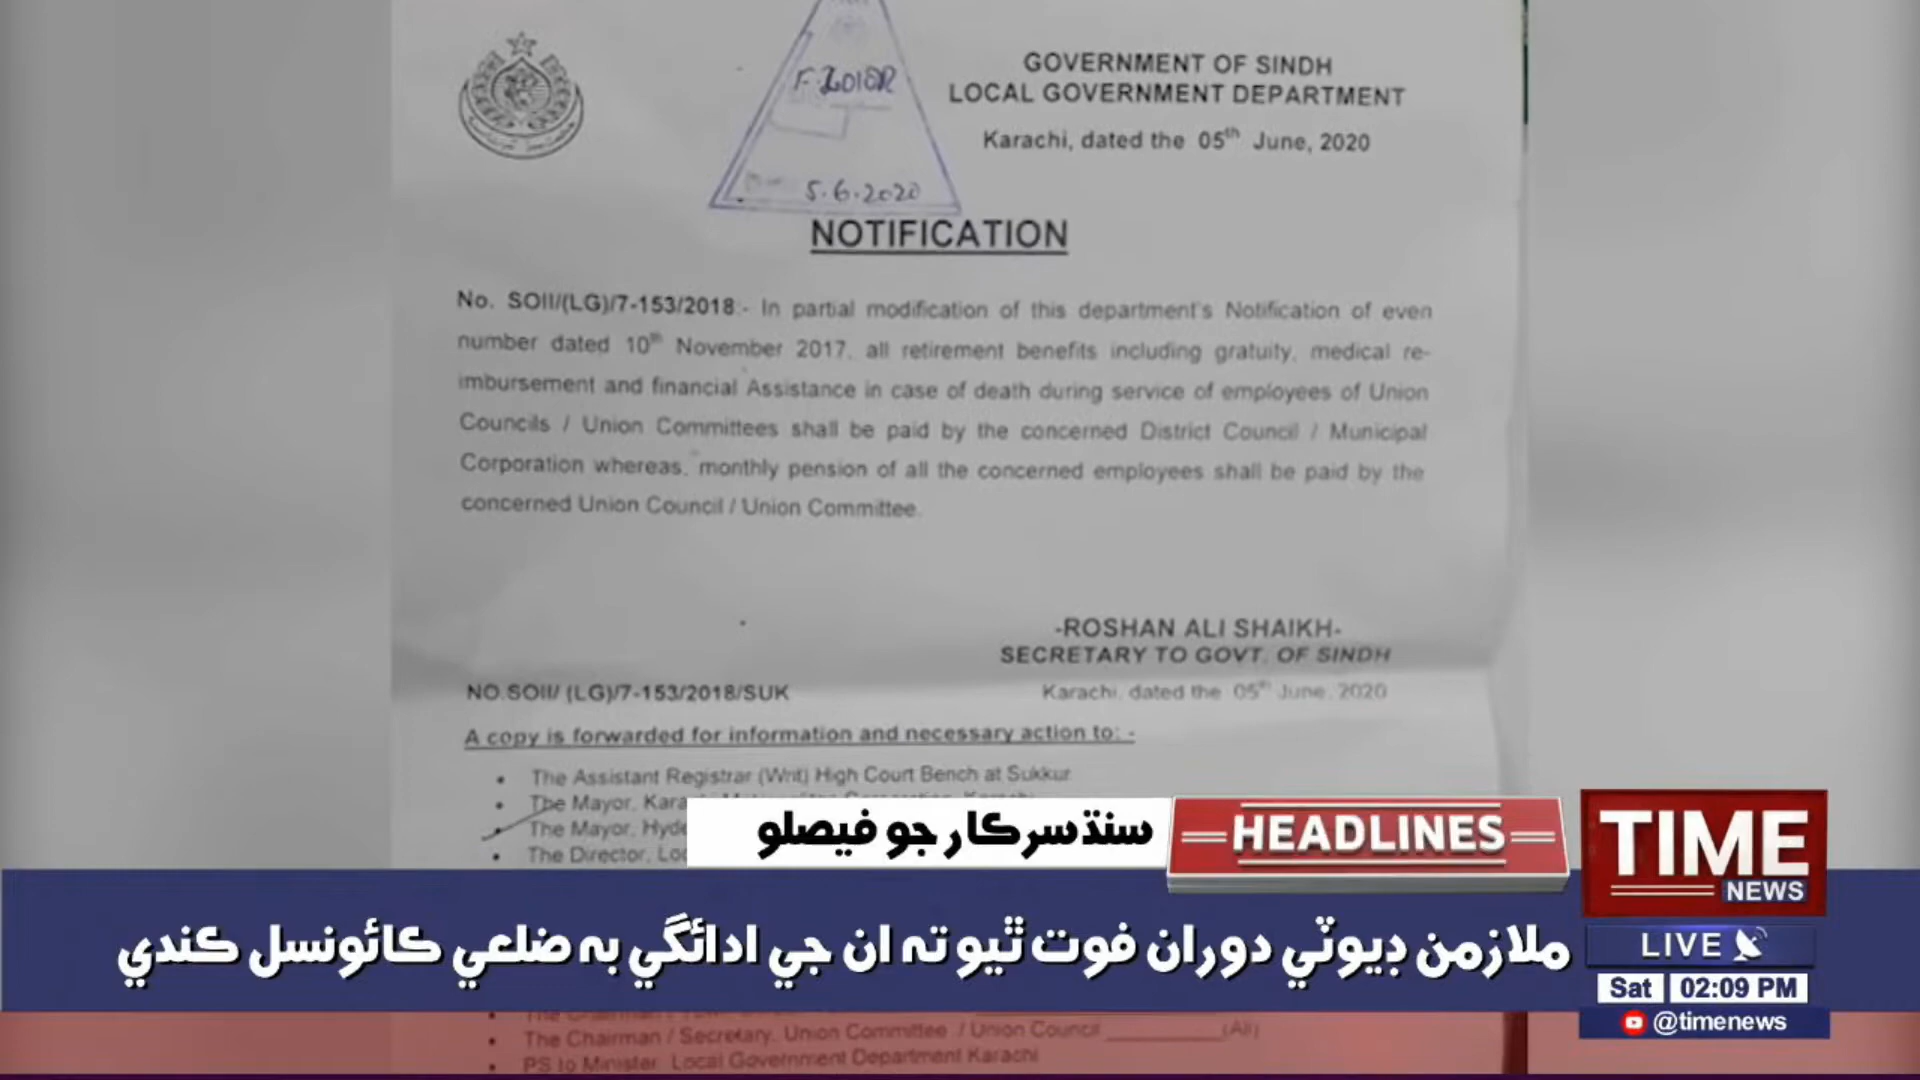 GOVERNMENT OF SINDH
LOCAL GOVERNMENT DEPARTMENT
Karachi, dated the 05th June, 2020
5.6.2020
NOTIFICATION
No. SOII/(LG)/7-153/2018:- In partial modification of this department's Notification of even
number dated 10th November 2017, all retirement benefits including gratuity, medical re-
imbursement and financial Assistance in case of death during service of employees of Union
Councils / Union Committees shall be paid by the concerned District Council / Municipal
Corporation whereas, monthly pension of all the concerned employees shall be paid by the
concerned Union Council / Union Committee.
-ROSHAN ALI SHAIKH-
SECRETARY TO GOVT. OF SINDH
NO.SOII/ (LG)/7-153/2018/SUK
Karachi, dated the 05th June, 2020
A copy is forwarded for information and necessary action to: -
• The Assistant Registrar (Writ) High Court Bench at Sukkur
• The Mayor, Kara
• The Mayor, Hyde
• The Director, Loc
سنڌ سرڪار جو فيصلو
HEADLINES
TIME
NEWS
ملازمن ڊيوٽي دوران فوت ٿيو ته ان جي ادائگي به ضلعي ڪائونسل ڪندي
LIVE
Sat 02:09 PM
@timenews
• The Chairman / Secretary, Union Committee / Union Council __________(All)
• PS to Minister, Local Government Department Karachi